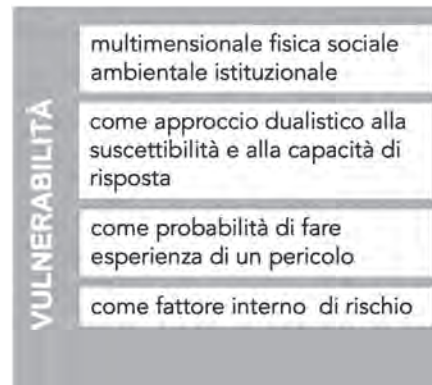 VULNERABILITÀ
multimensionale fisica sociale
ambientale istituzionale
come approccio dualistico alla
suscettibilità e alla capacità di
risposta
come probabilità di fare
esperienza di un pericolo
come fattore interno di rischio